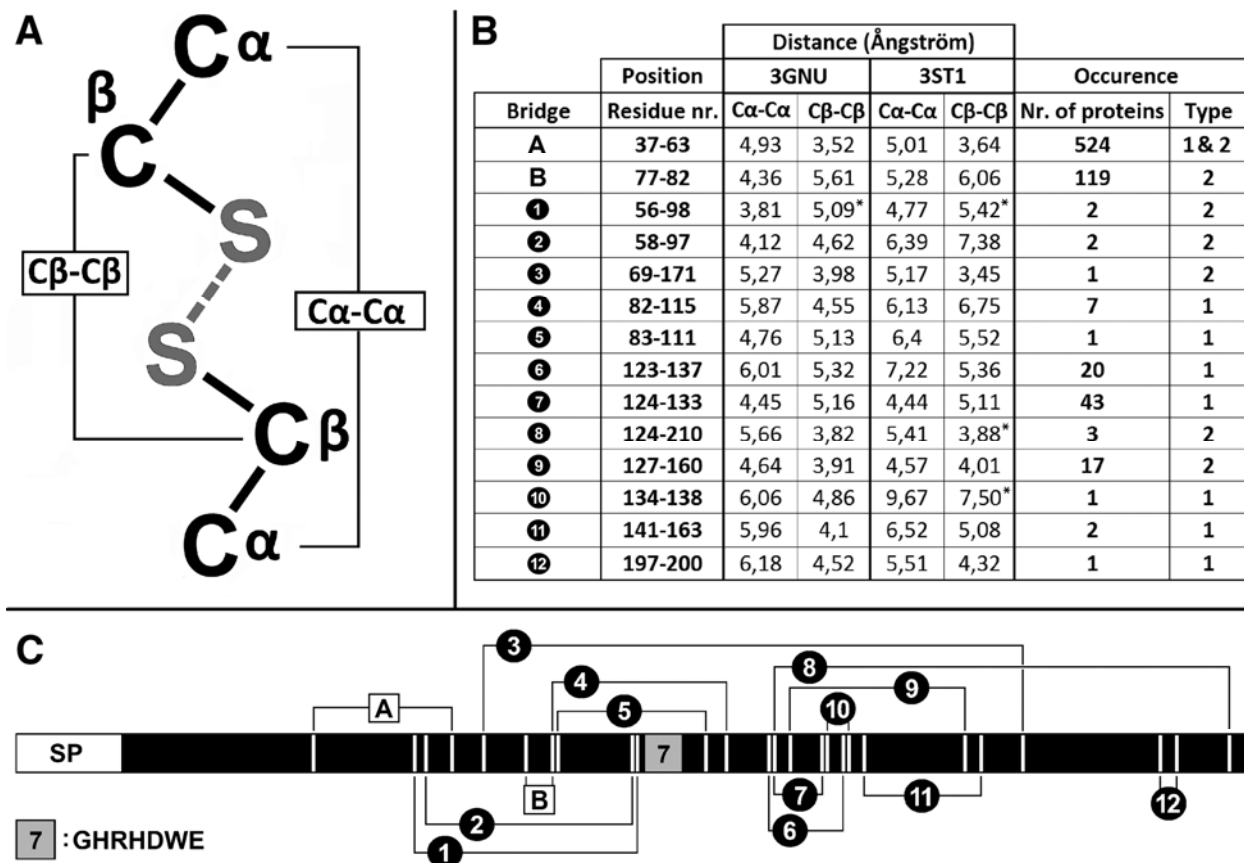 A
Cα
β
C
S
Cβ-Cβ
Cα-Cα
S
Cβ
Cα
B
Distance (Ångström)
Position 3GNU 3ST1 Occurence
Bridge Residue nr. Cα-Cα Cβ-Cβ Cα-Cα Cβ-Cβ Nr. of proteins Type
A 37-63 4,93 3,52 5,01 3,64 524 1 & 2
B 77-82 4,36 5,61 5,28 6,06 119 2
1 56-98 3,81 5,09* 4,77 5,42* 2 2
2 58-97 4,12 4,62 6,39 7,38 2 2
3 69-171 5,27 3,98 5,17 3,45 1 2
4 82-115 5,87 4,55 6,13 6,75 7 1
5 83-111 4,76 5,13 6,4 5,52 1 1
6 123-137 6,01 5,32 7,22 5,36 20 1
7 124-133 4,45 5,16 4,44 5,11 43 1
8 124-210 5,66 3,82 5,41 3,88* 3 2
9 127-160 4,64 3,91 4,57 4,01 17 2
10 134-138 6,06 4,86 9,67 7,50* 1 1
11 141-163 5,96 4,1 6,52 5,08 2 1
12 197-200 6,18 4,52 5,51 4,32 1 1
C
3
8
4
9
A
5
10
SP
7
B
7
11
12
2
6
1
7 :GHRHDWE